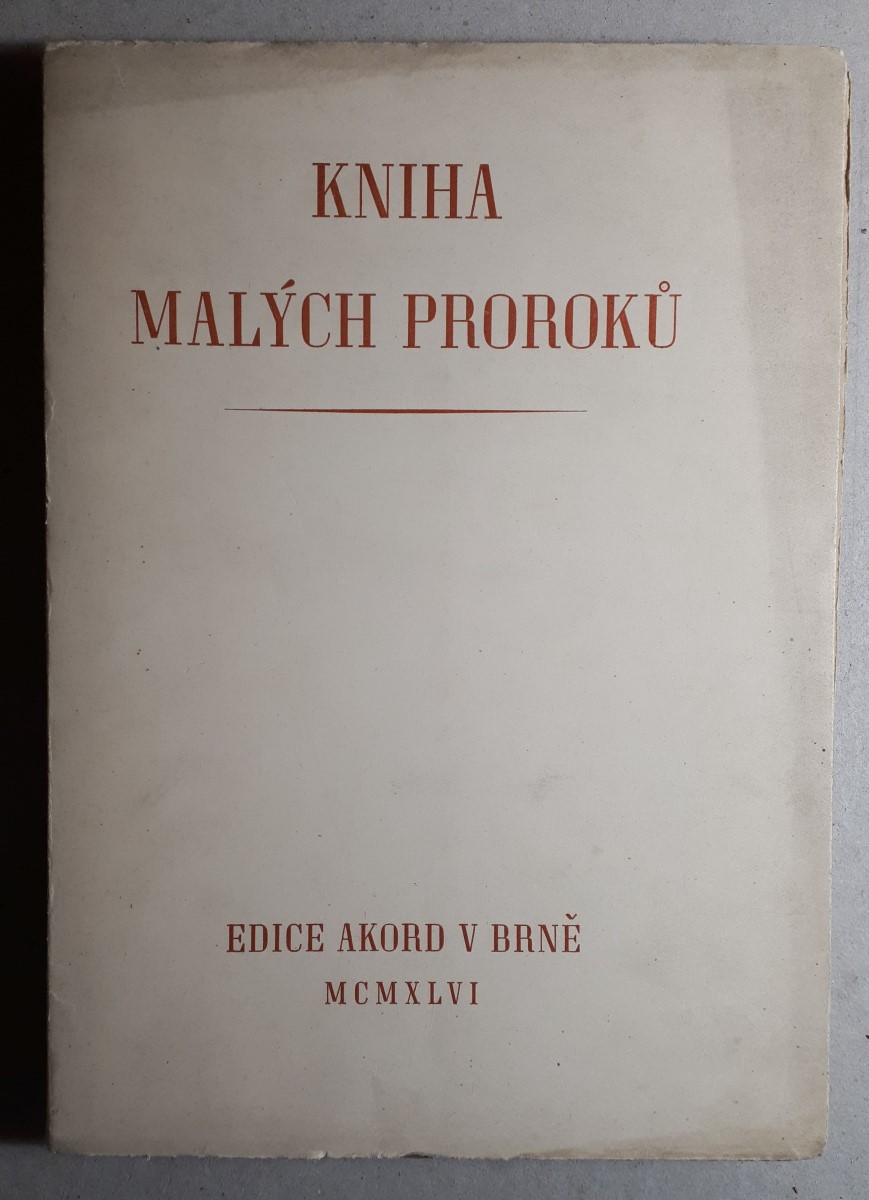 KNIHA
MALÝCH PROROKŮ
EDICE AKORD V BRNĚ
MCMXLVI